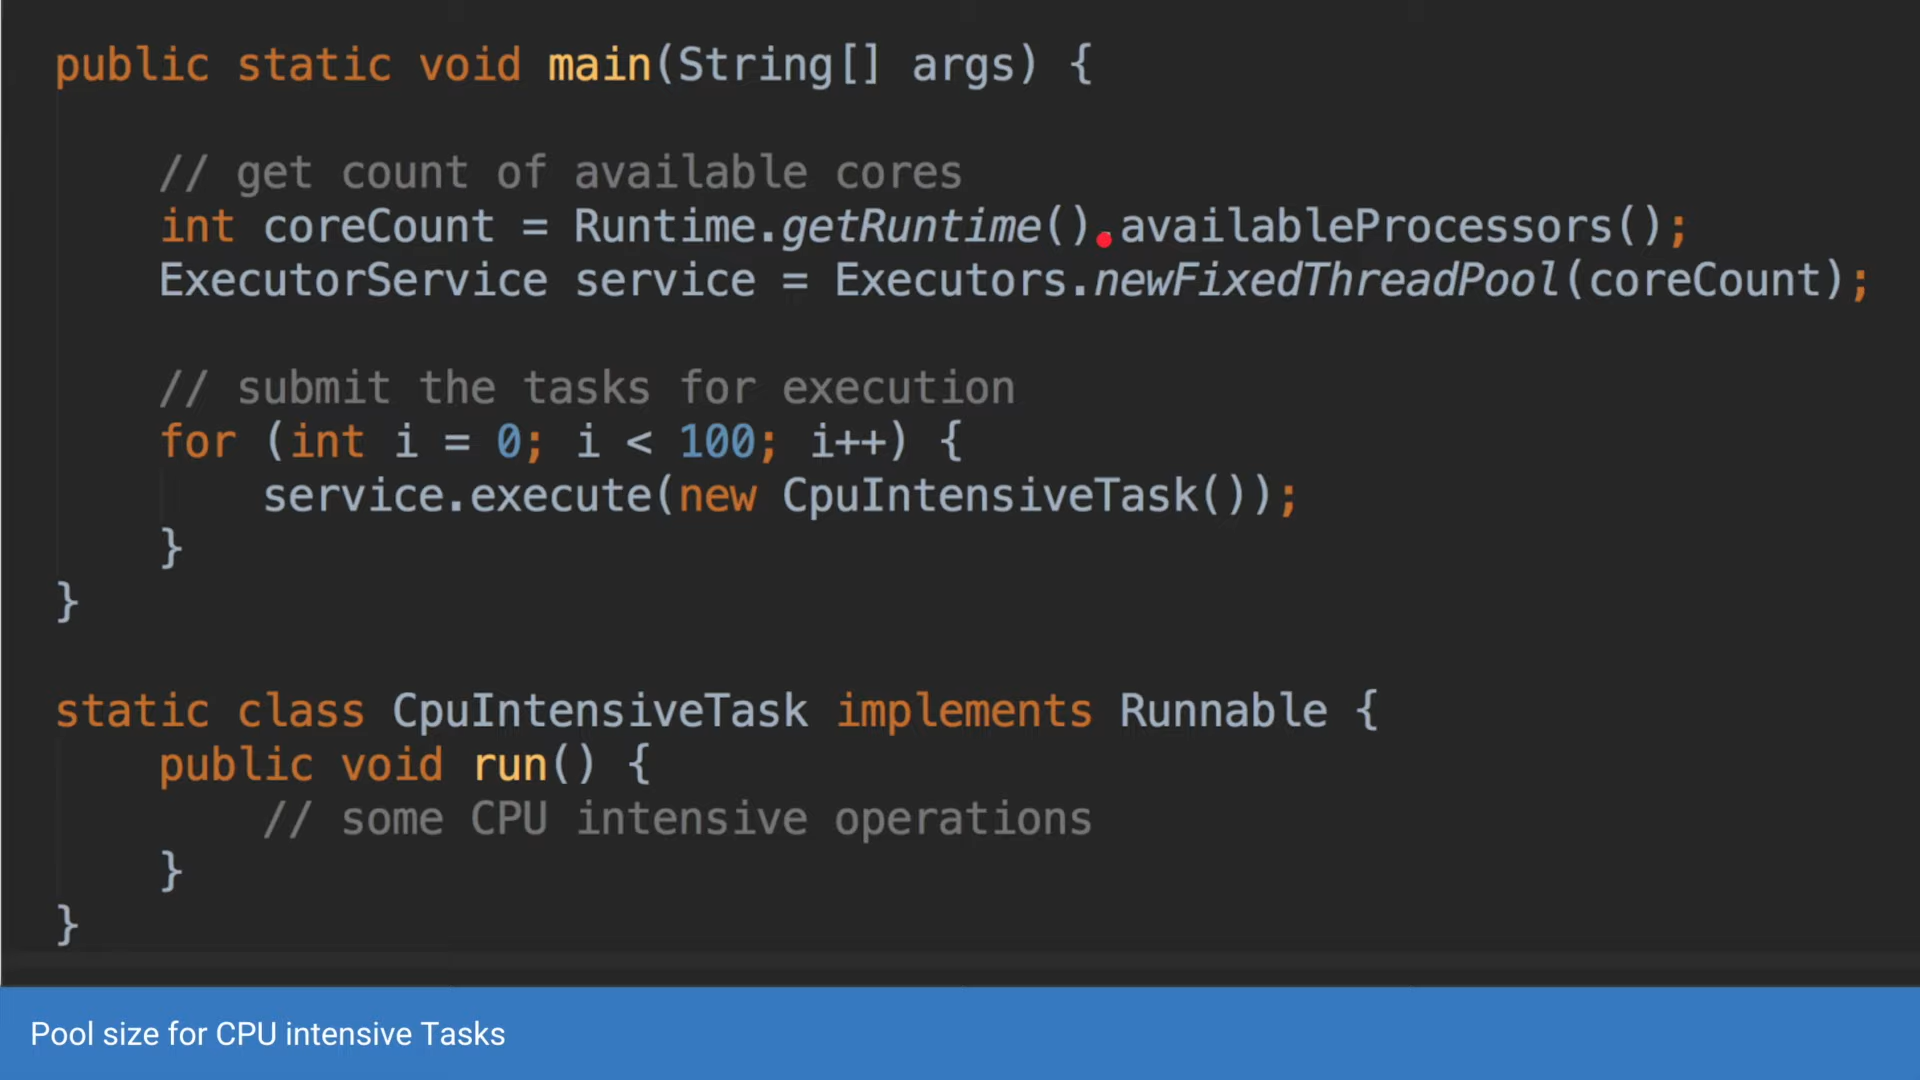 public static void main(String[] args) {
// get count of available cores
int coreCount = Runtime.getRuntime().availableProcessors();
ExecutorService service = Executors.newFixedThreadPool(coreCount);
// submit the tasks for execution
for (int i = 0; i < 100; i++) {
service.execute(new CpuIntensiveTask());
}
}
static class CpuIntensiveTask implements Runnable {
public void run() {
// some CPU intensive operations
}
}
Pool size for CPU intensive Tasks